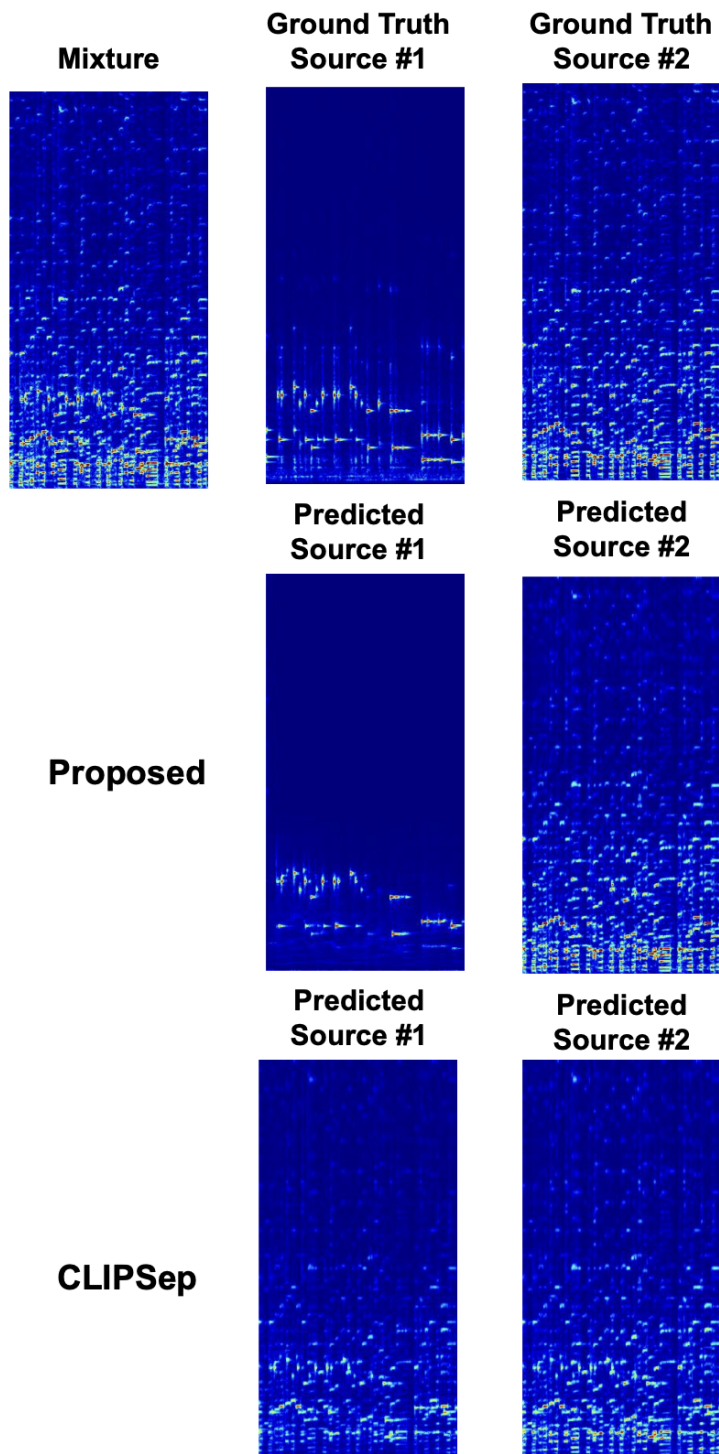 Mixture
Ground Truth
Source #1
Ground Truth
Source #2
Predicted
Source #1
Predicted
Source #2
Proposed
Predicted
Source #1
Predicted
Source #2
CLIPSep